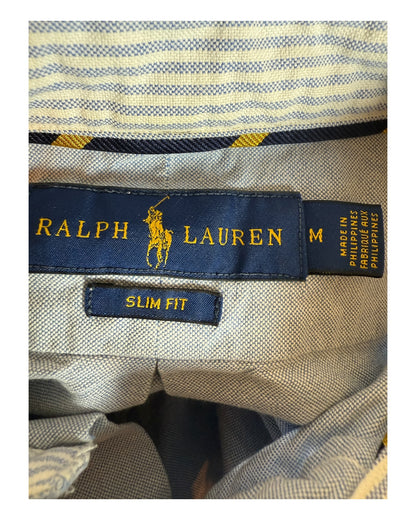 RALPH LAUREN
M
MADE IN
PHILIPPINES
FABRIQUÉ AUX
PHILIPPINES
SLIM FIT